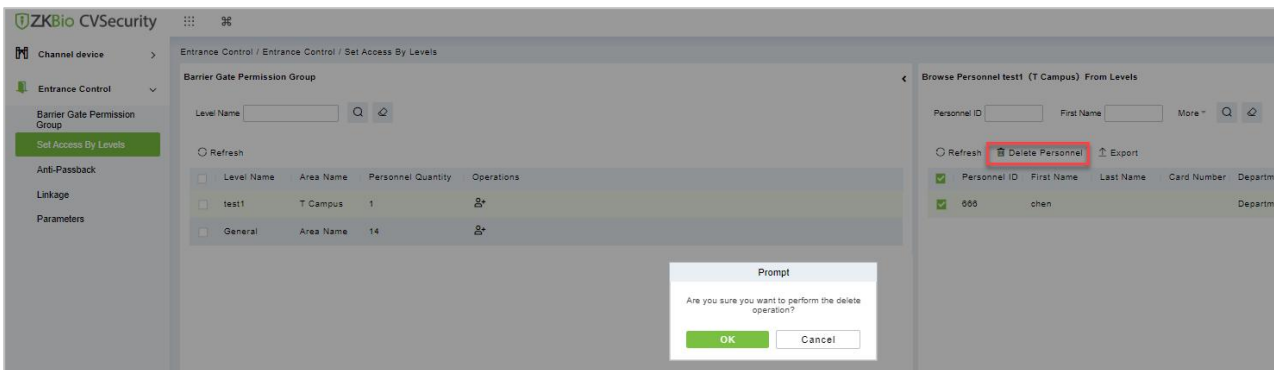 ZKBio CVSecurity
Channel device
Entrance Control / Entrance Control / Set Access By Levels
Entrance Control
Barrier Gate Permission
Group
Set Access By Levels
Anti-Passback
Linkage
Parameters
Barrier Gate Permission Group
Level Name
Refresh
Level Name Area Name Personnel Quantity Operations
test1 T Campus 1
General Area Name 14
Browse Personnel test1 (T Campus) From Levels
Personnel ID First Name More
Refresh Delete Personnel Export
Personnel ID First Name Last Name Card Number Departm
666 chen Departm
Prompt
Are you sure you want to perform the delete
operation?
OK Cancel